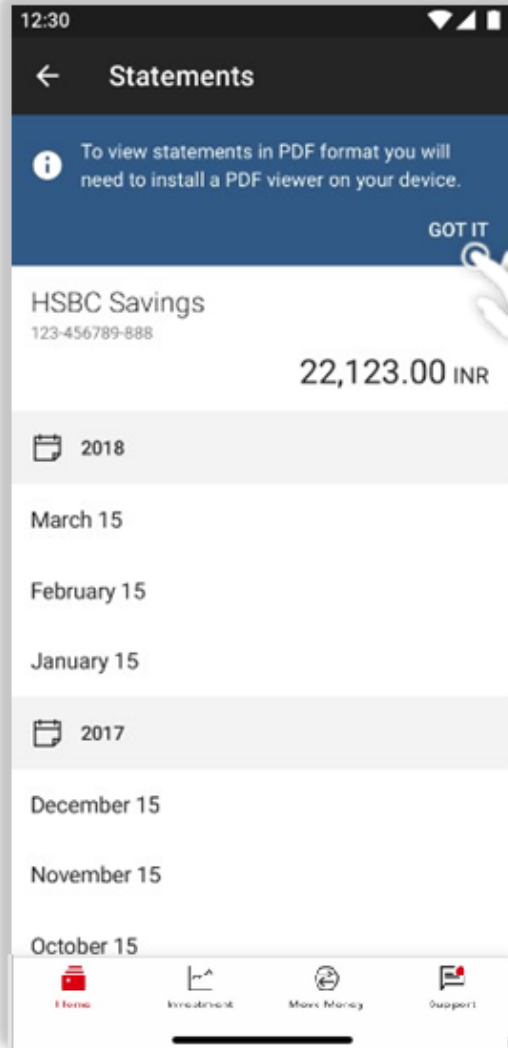 12:30
Statements
To view statements in PDF format you will
need to install a PDF viewer on your device.
GOT IT
HSBC Savings
123-456789-888
22,123.00 INR
2018
March 15
February 15
January 15
2017
December 15
November 15
October 15
Home Investment Move Money Support